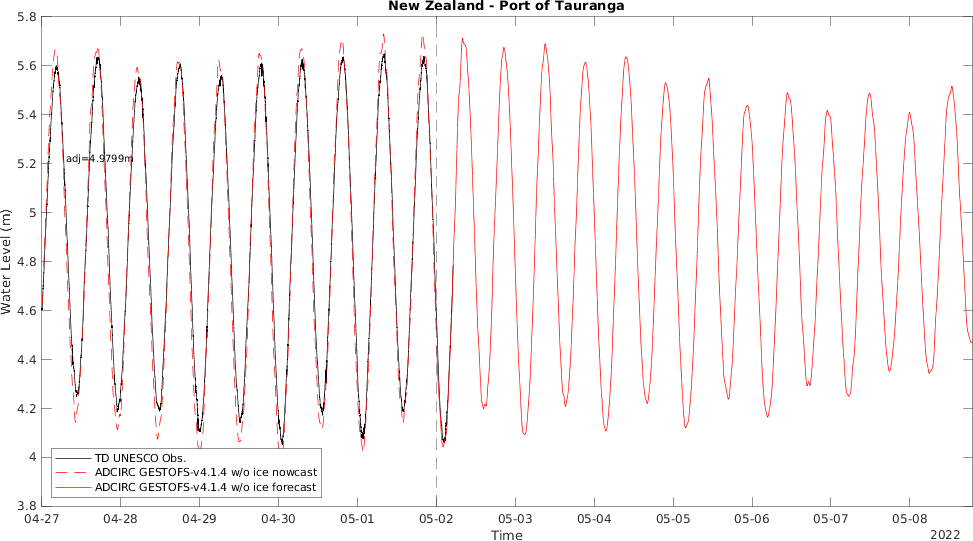 New Zealand - Port of Tauranga
5.8
5.6
5.4
5.2
5
4.8
4.6
4.4
4.2
4
3.8
Water Level (m)
adj=4.9799m
TD UNESCO Obs.
ADCIRC GESTOFS-v4.1.4 w/o ice nowcast
ADCIRC GESTOFS-v4.1.4 w/o ice forecast
04-27 04-28 04-29 04-30 05-01 05-02 05-03 05-04 05-05 05-06 05-07 05-08
Time
2022